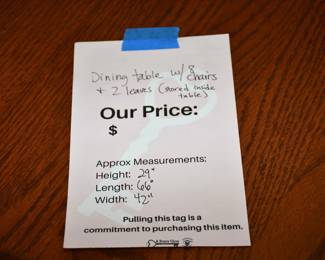 Dining table w/ 8 chairs
+ 2 leaves (stored inside
table)
Our Price:
$
Approx Measurements:
Height: 29"
Length: 66"
Width: 42"
Pulling this tag is a
commitment to purchasing this item.